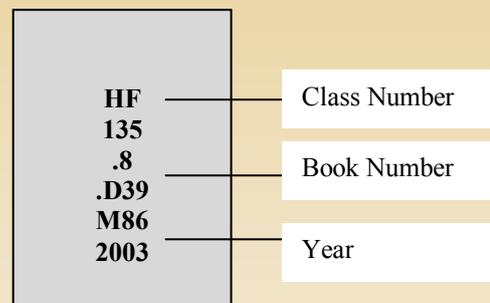 HF
135
.8
.D39
M86
2003
Class Number
Book Number
Year